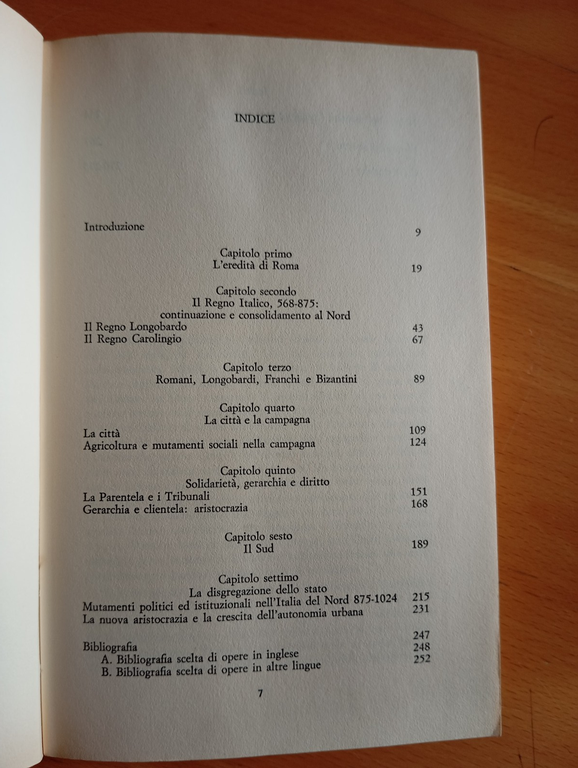 INDICE
Introduzione 9
Capitolo primo
L'eredità di Roma 19
Capitolo secondo
Il Regno Italico, 568-875:
continuazione e consolidamento al Nord
Il Regno Longobardo 43
Il Regno Carolingio 67
Capitolo terzo
Romani, Longobardi, Franchi e Bizantini 89
Capitolo quarto
La città e la campagna
La città 109
Agricoltura e mutamenti sociali nella campagna 124
Capitolo quinto
Solidarietà, gerarchia e diritto
La Parentela e i Tribunali 151
Gerarchia e clientela: aristocrazia 168
Capitolo sesto
Il Sud 189
Capitolo settimo
La disgregazione dello stato
Mutamenti politici ed istituzionali nell'Italia del Nord 875-1024 215
La nuova aristocrazia e la crescita dell'autonomia urbana 231
Bibliografia 247
A. Bibliografia scelta di opere in inglese 248
B. Bibliografia scelta di opere in altre lingue 252
7